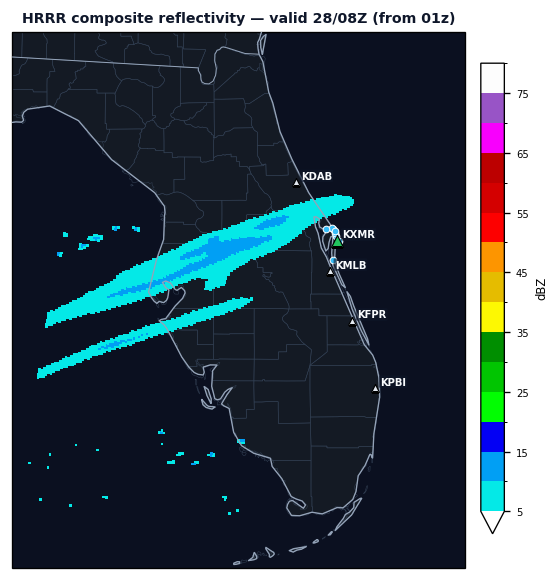 HRRR composite reflectivity — valid 28/08Z (from 01z)
KDAB
KXMR
KMLB
KFPR
KPBI
75
65
55
45
35
25
15
5
dBZ